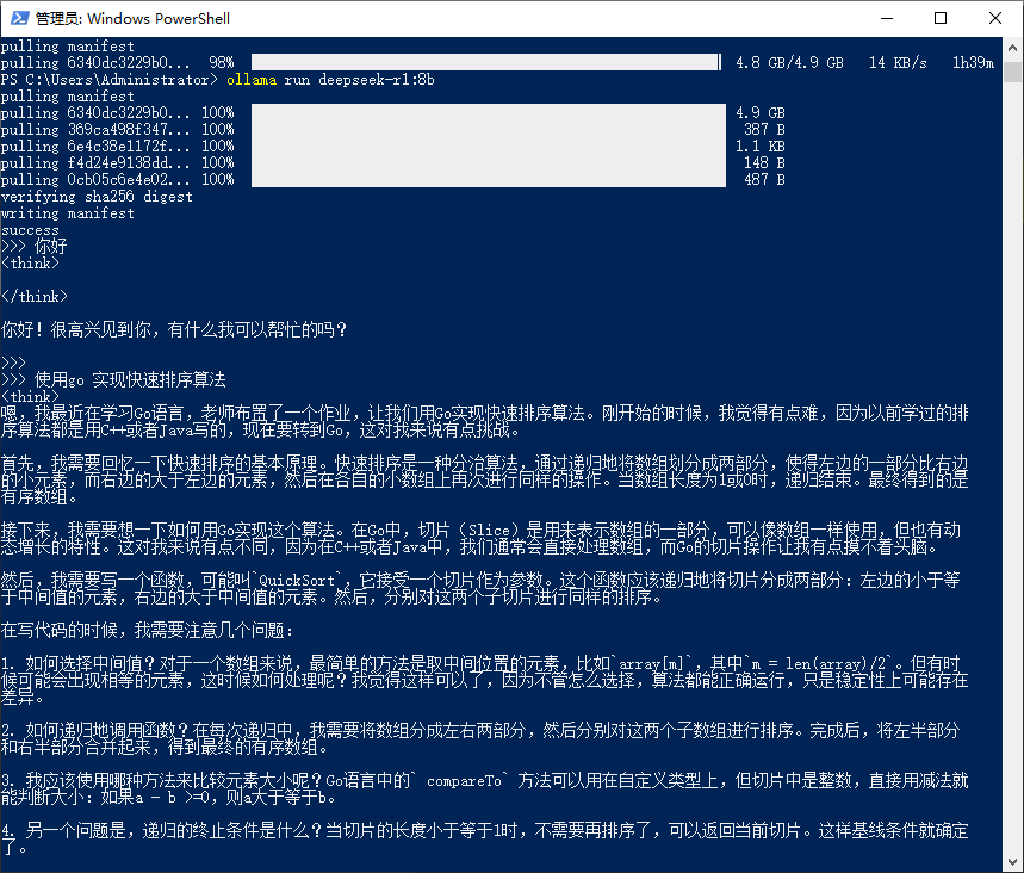 管理员: Windows PowerShell
pulling manifest
pulling 6340dc3229b0... 98% 4.8 GB/4.9 GB 14 KB/s 1h39m
PS C:\Users\Administrator> ollama run deepseek-r1:8b
pulling manifest
pulling 6340dc3229b0... 100% 4.9 GB
pulling 369ca498f347... 100% 387 B
pulling 6e4c38e1172f... 100% 1.1 KB
pulling f4d24e9138dd... 100% 148 B
pulling 0cb05c6e4e02... 100% 487 B
verifying sha256 digest
writing manifest
success
>>> 你好
<think>
</think>
你好！很高兴见到你，有什么我可以帮忙的吗？
>>>
>>> 使用go 实现快速排序算法
<think>
嗯，我最近在学习Go语言，老师布置了一个作业，让我们用Go实现快速排序算法。刚开始的时候，我觉得有点难，因为以前学过的排
序算法都是用C++或者Java写的，现在要转到Go，这对我来说有点挑战。
首先，我需要回忆一下快速排序的基本原理。快速排序是一种分治算法，通过递归地将数组划分成两部分，使得左边的一部分比右边
的小元素，而右边的大于左边的元素，然后在各自的小数组上再次进行同样的操作。当数组长度为1或0时，递归结束。最终得到的是
有序数组。
接下来，我需要想一下如何用Go实现这个算法。在Go中，切片（Slice）是用来表示数组的一部分，可以像数组一样使用，但也有动
态增长的特性。这对我来说有点不同，因为在C++或者Java中，我们通常会直接处理数组，而Go的切片操作让我有点摸不着头脑。
然后，我需要写一个函数，可能叫`QuickSort`，它接受一个切片作为参数。这个函数应该递归地将切片分成两部分：左边的小于等
于中间值的元素，右边的大于中间值的元素。然后，分别对这两个子切片进行同样的排序。
在写代码的时候，我需要注意几个问题：
1. 如何选择中间值？对于一个数组来说，最简单的方法是取中间位置的元素，比如`array[m]`，其中`m = len(array)/2`。但有时
候可能会出现相等的元素，这时候如何处理呢？我觉得这样可以了，因为不管怎么选择，算法都能正确运行，只是稳定性上可能存在
差异。
2. 如何递归地调用函数？在每次递归中，我需要将数组分成左右两部分，然后分别对这两个子数组进行排序。完成后，将左半部分
和右半部分合并起来，得到最终的有序数组。
3. 我应该使用哪种方法来比较元素大小呢？Go语言中的` compareTo` 方法可以用在自定义类型上，但切片中是整数，直接用减法就
能判断大小：如果a - b >=0，则a大于等于b。
4. 另一个问题是，递归的终止条件是什么？当切片的长度小于等于1时，不需要再排序了，可以返回当前切片。这样基线条件就确定
了。